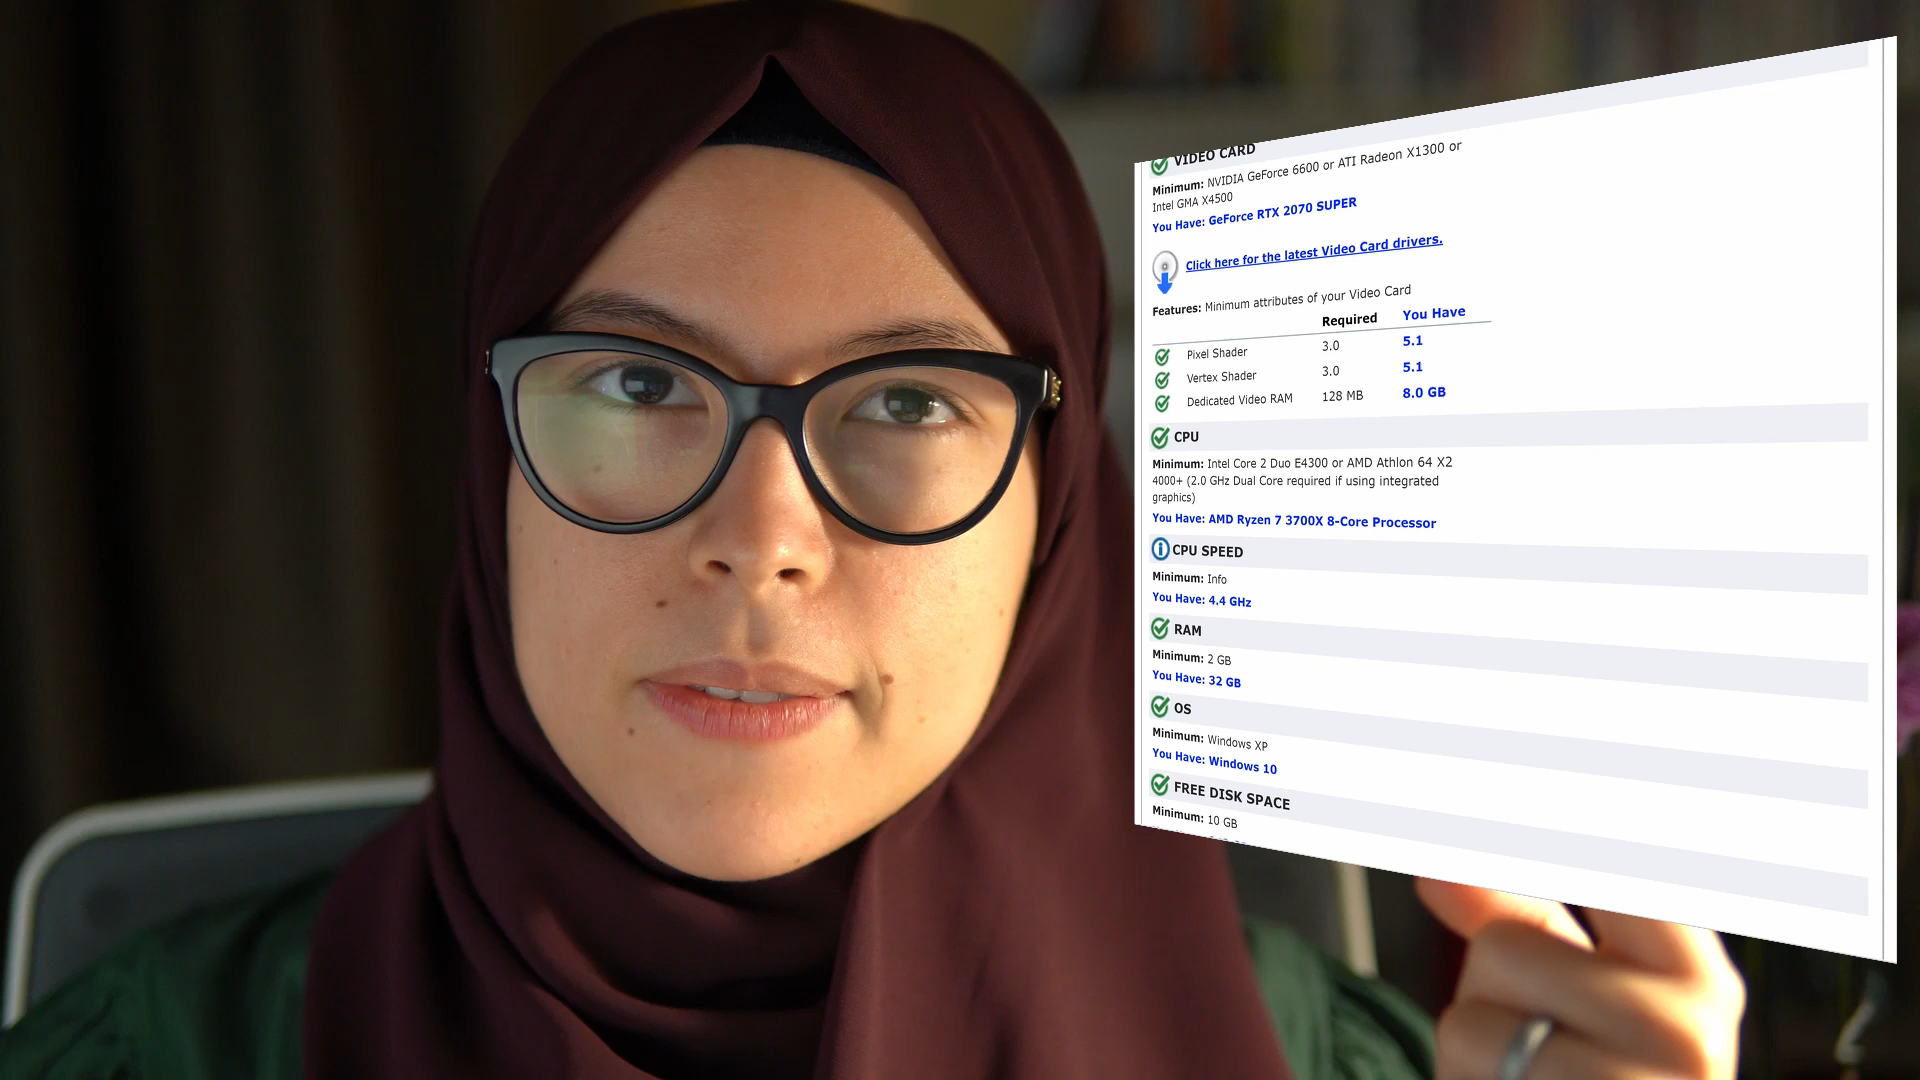 VIDEO CARD
Minimum: NVIDIA GeForce 6600 or ATI Radeon X1300 or
Intel GMA X4500
You Have: GeForce RTX 2070 SUPER
Click here for the latest Video Card drivers.
Features: Minimum attributes of your Video Card
Required You Have
Pixel Shader 3.0 5.1
Vertex Shader 3.0 5.1
Dedicated Video RAM 128 MB 8.0 GB
CPU
Minimum: Intel Core 2 Duo E4300 or AMD Athlon 64 X2
4000+ (2.0 GHz Dual Core required if using integrated
graphics)
You Have: AMD Ryzen 7 3700X 8-Core Processor
CPU SPEED
Minimum: Info
You Have: 4.4 GHz
RAM
Minimum: 2 GB
You Have: 32 GB
OS
Minimum: Windows XP
You Have: Windows 10
FREE DISK SPACE
Minimum: 10 GB